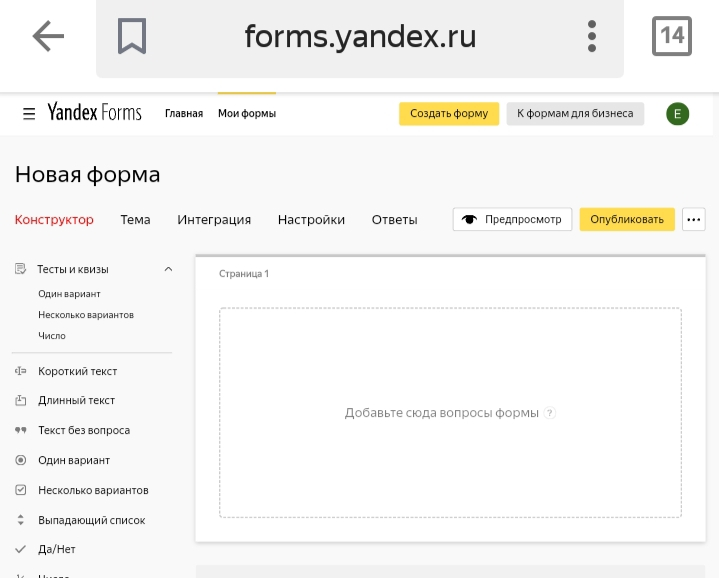 forms.yandex.ru
14
Yandex Forms
Главная
Мои формы
Создать форму
К формам для бизнеса
E
Новая форма
Конструктор
Тема
Интеграция
Настройки
Ответы
Предпросмотр
Опубликовать
Тесты и квизы
Один вариант
Несколько вариантов
Число
Короткий текст
Длинный текст
Текст без вопроса
Один вариант
Несколько вариантов
Выпадающий список
Да/Нет
Страница 1
Добавьте сюда вопросы формы ?